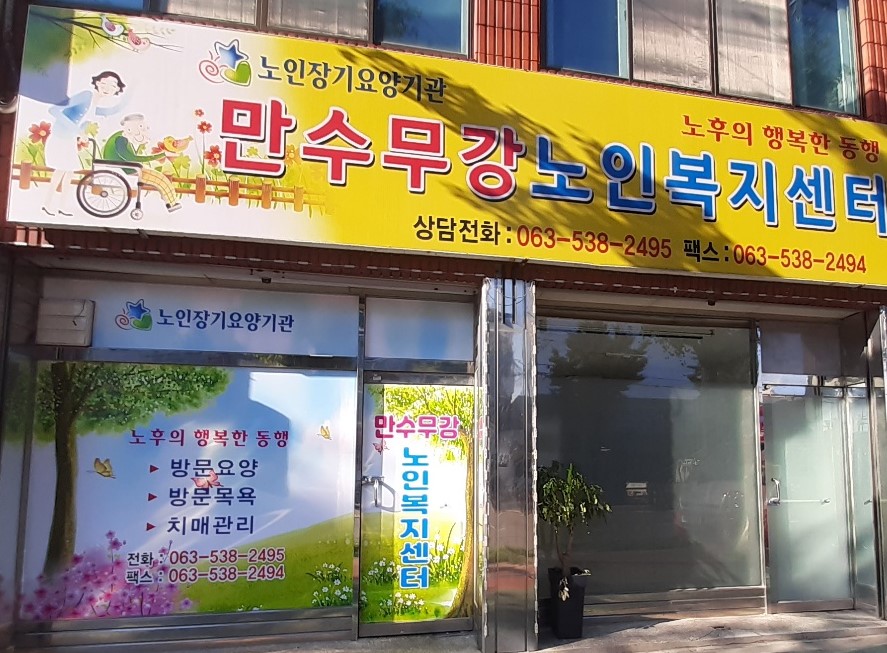 노인장기요양기관
노후의 행복한 동행
만수무강노인복지센터
상담전화 : 063-538-2495 팩스 : 063-538-2494
노인장기요양기관
노후의 행복한 동행
▶ 방문요양
▶ 방문목욕
▶ 치매관리
전화 : 063-538-2495
팩스 : 063-538-2494
만수무강
노인복지센터